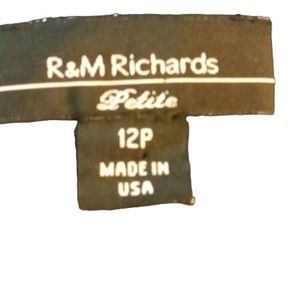 R&M Richards
Petite
12P
MADE IN
USA